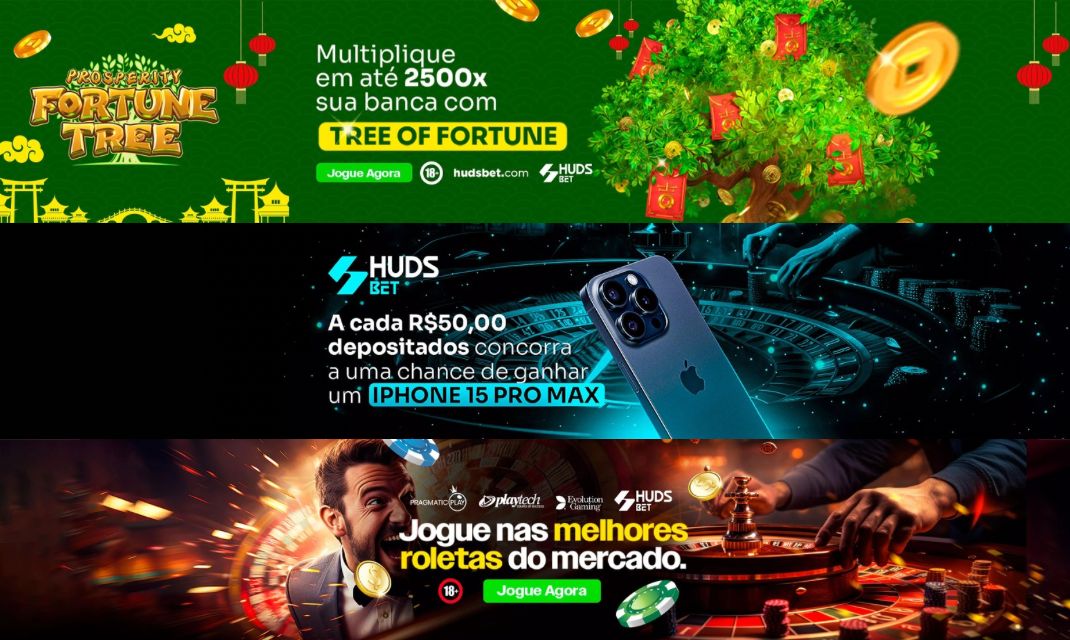 PROSPERITY
FORTUNE
TREE
Multiplique
em até 2500x
sua banca com
TREE OF FORTUNE
Jogue Agora
18+
hudsbet.com
HUDS
BET
HUDS
BET
A cada R$50,00
depositados concorra
a uma chance de ganhar
um IPHONE 15 PRO MAX
PRAGMATIC PLAY
playtech
Evolution
Gaming
HUDS
BET
Jogue nas melhores
roletas do mercado.
18+
Jogue Agora